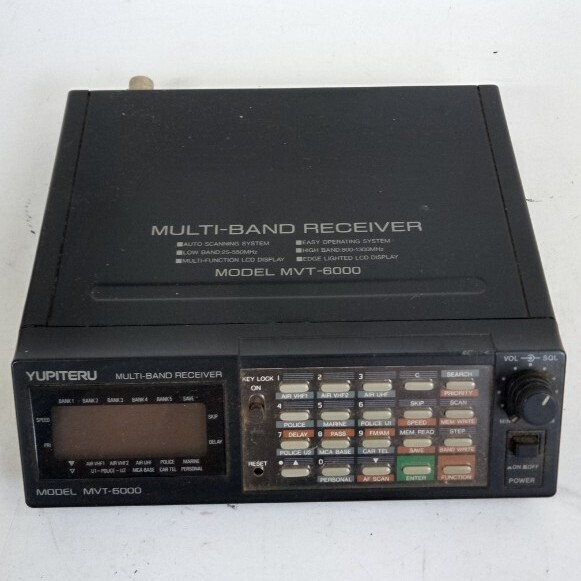 MULTI-BAND RECEIVER
■AUTO SCANNING SYSTEM ■EASY OPERATING SYSTEM
■LOW BAND:25-550MHz ■HIGH BAND:800-1300MHz
■MULTI-FUNCTION LCD DISPLAY ■EDGE LIGHTED LCD DISPLAY
MODEL MVT-6000
YUPITERU MULTI-BAND RECEIVER
BANK1 BANK2 BANK3 BANK4 BANK5 SAVE
SPEED SKIP
PRI DELAY
AIR VHF1 AIR VHF2 AIR UHF POLICE MARINE
U1-POLICE-U2 MCA BASE CAR TEL PERSONAL
MODEL MVT-6000
KEY LOCK 1 2 3 C SEARCH
ON AIR VHF1 AIR VHF2 AIR UHF PRIORITY
4 5 6 SKIP SCAN
POLICE MARINE POLICE U1 SPEED MEM. WRITE
7 DELAY 8 PASS 9 FM/AM MEM. READ STEP
POLICE U2 MCA BASE CAR TEL SAVE BAND WRITE
RESET • ▲ 0 ▼
PERSONAL AF SCAN ENTER FUNCTION
VOL SQL
MIN
ON OFF
POWER